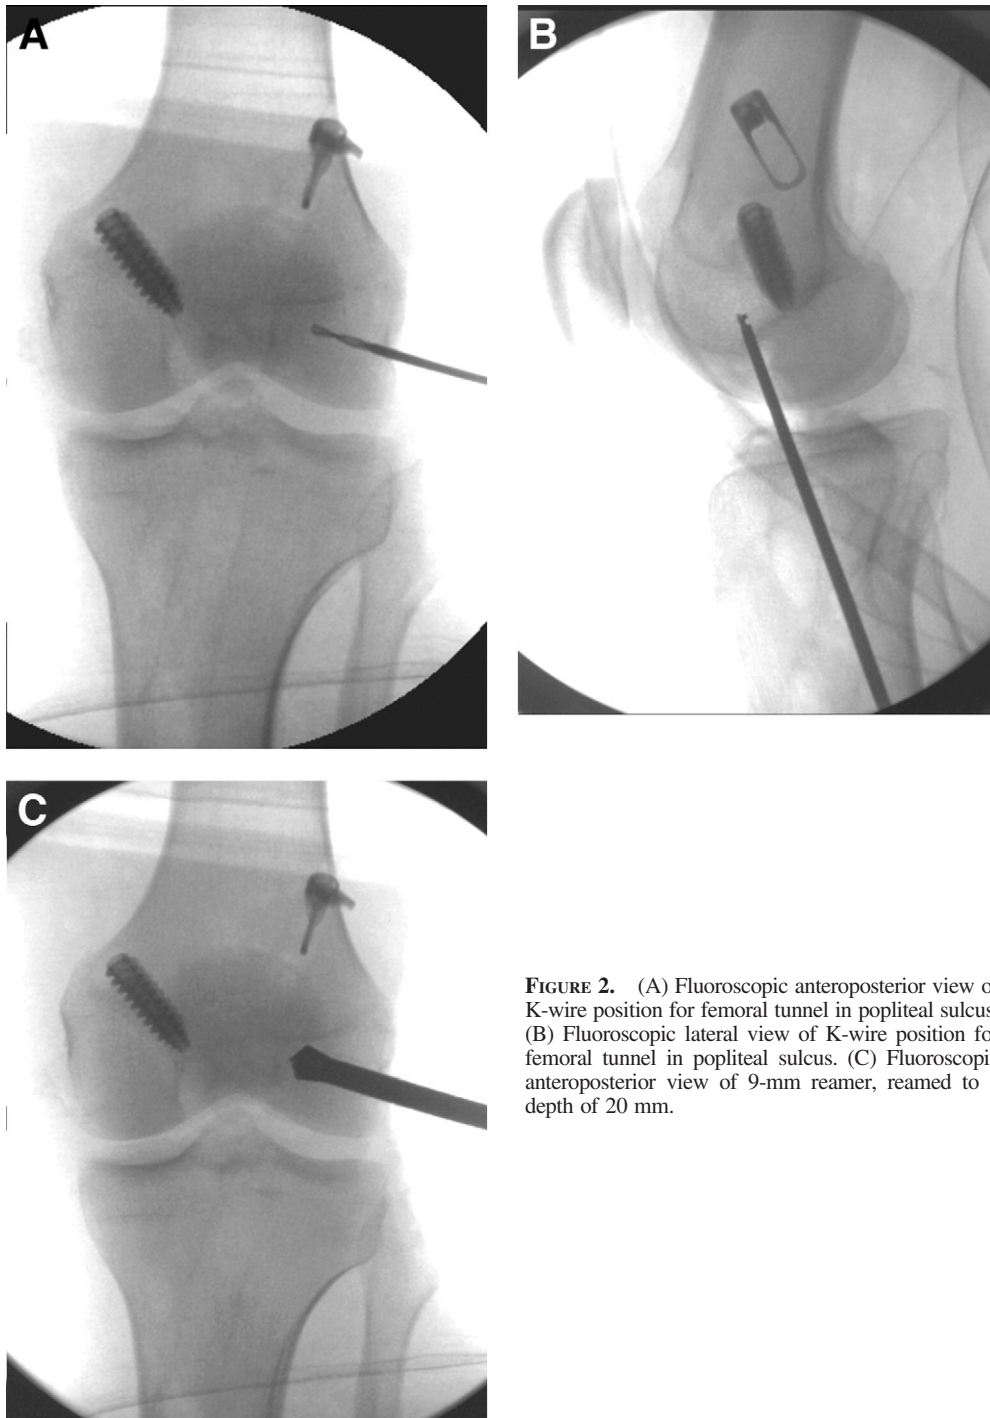 A
B
C
FIGURE 2. (A) Fluoroscopic anteroposterior view o
K-wire position for femoral tunnel in popliteal sulcus
(B) Fluoroscopic lateral view of K-wire position fo
femoral tunnel in popliteal sulcus. (C) Fluoroscopi
anteroposterior view of 9-mm reamer, reamed to
depth of 20 mm.